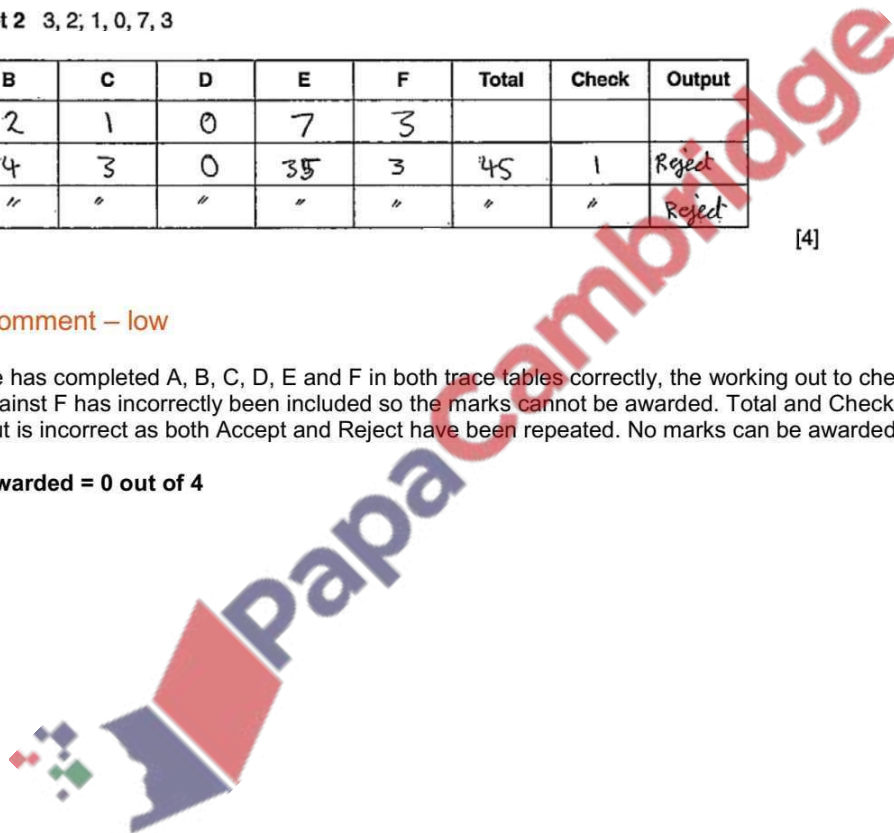 t 2 3, 2, 1, 0, 7, 3
B C D E F Total Check Output
2 1 0 7 3
4 3 0 35 3 45 1 Reject
" " " " " " " Reject
[4]
omment – low
e has completed A, B, C, D, E and F in both trace tables correctly, the working out to che
ainst F has incorrectly been included so the marks cannot be awarded. Total and Check
ut is incorrect as both Accept and Reject have been repeated. No marks can be awarded
warded = 0 out of 4
PapaCambridge